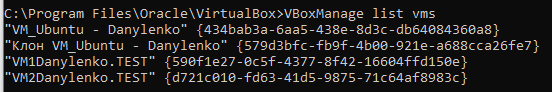 C:\Program Files\Oracle\VirtualBox>VBoxManage list vms
"VM_Ubuntu - Danylenko" {434bab3a-6aa5-438e-8d3c-db64084360a8}
"Клон VM_Ubuntu - Danylenko" {579d3bfc-fb9f-4b00-921e-a688cca26fe7}
"VM1Danylenko.TEST" {590f1e27-0c5f-4377-8f42-16604ffd150e}
"VM2Danylenko.TEST" {d721c010-fd63-41d5-9875-71c64af8983c}